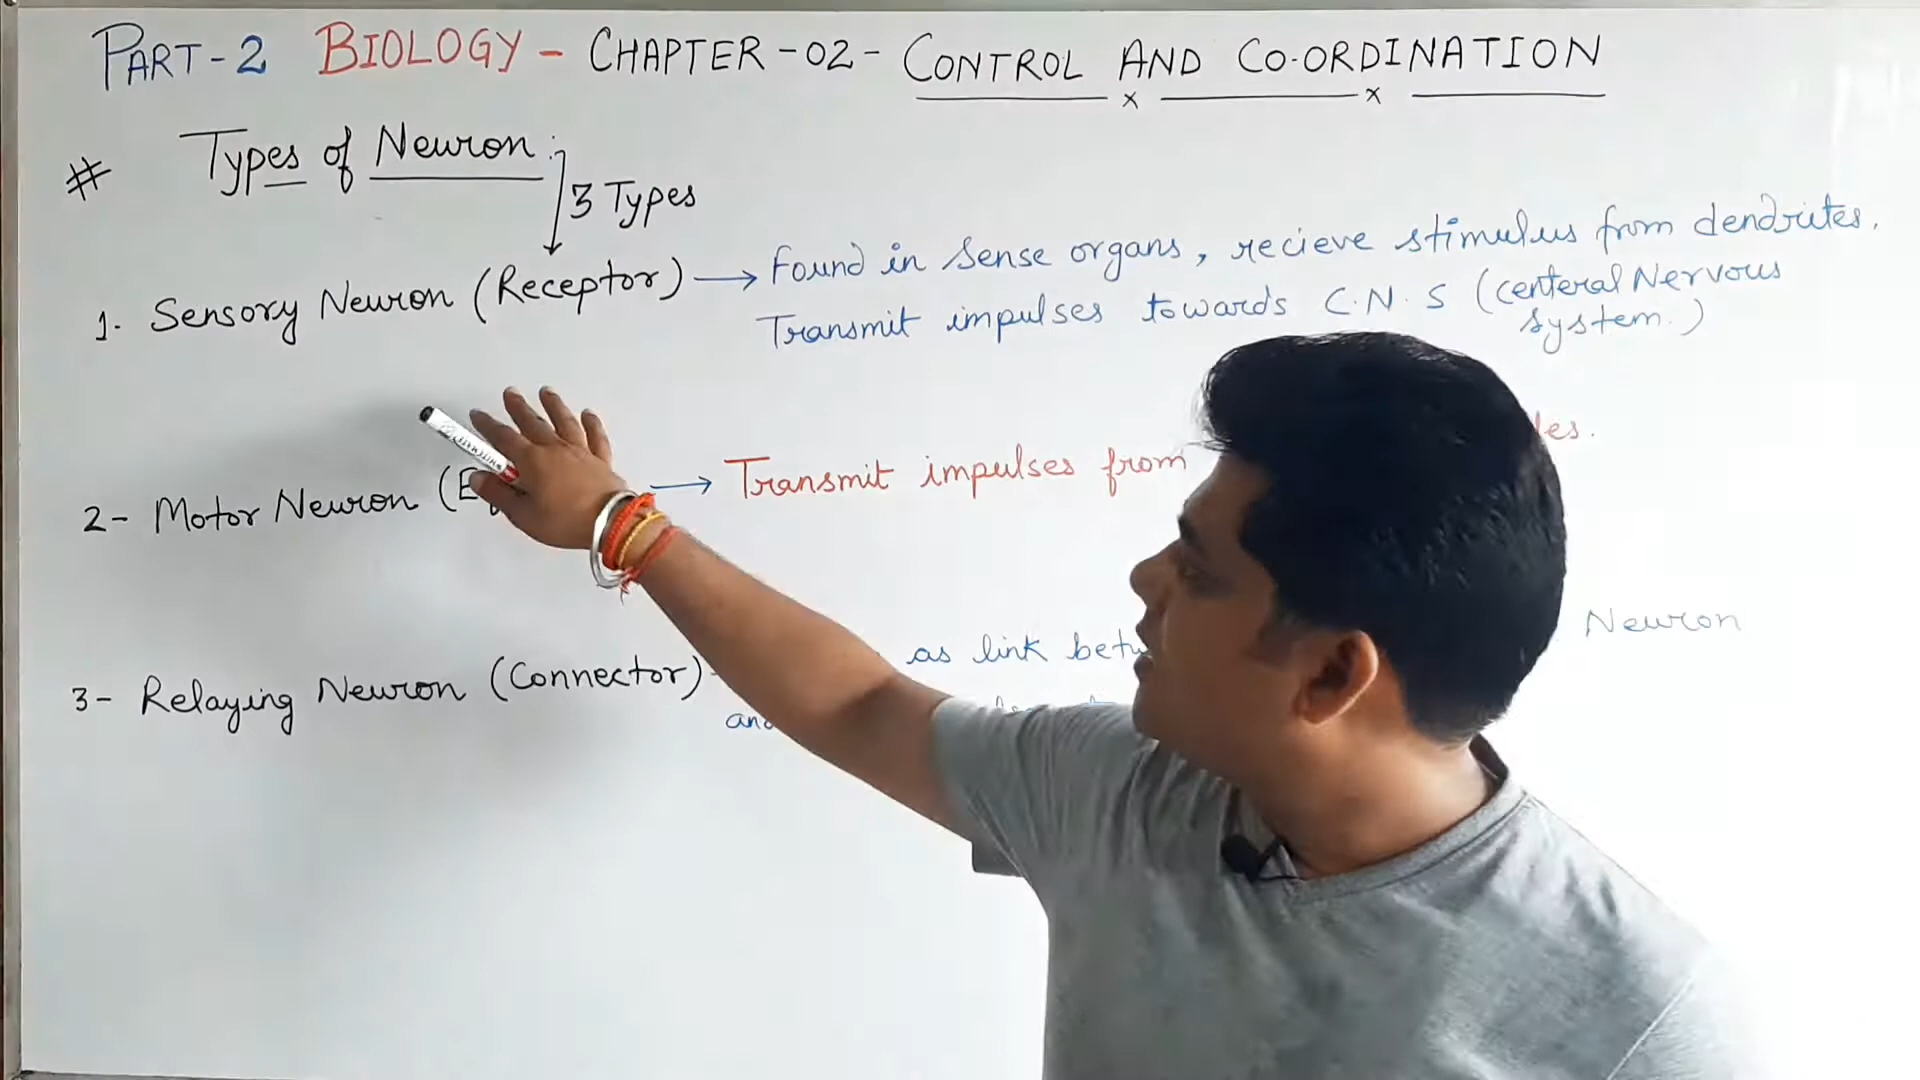 PART-2 BIOLOGY - CHAPTER-02- CONTROL AND CO-ORDINATION
# Types of Neuron :
3 Types
1- Sensory Neuron (Receptor) → Found in Sense organs, recieve stimulus from dendrites.
Transmit impulses towards C.N.S (centeral Nervous
system.)
2- Motor Neuron ( → Transmit impulses from
3- Relaying Neuron (Connector) as link Neuron